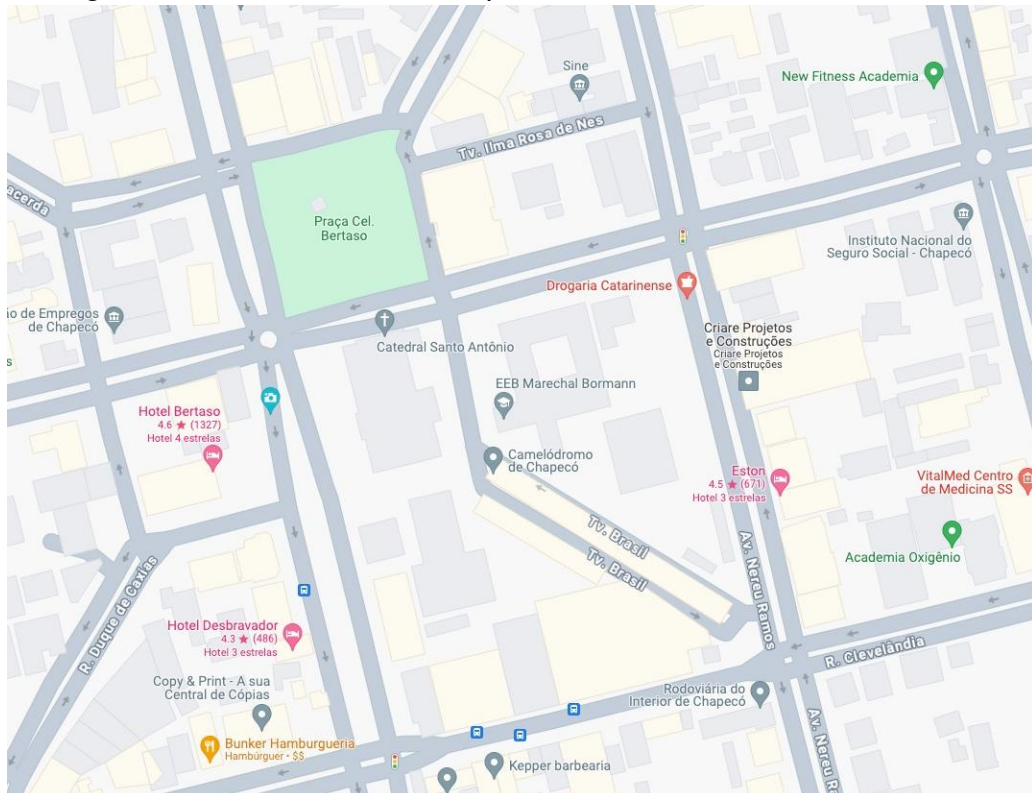 Sine
New Fitness Academia
Tv. Ilma Rosa de Nes
acerda
Praça Cel.
Bertaso
Instituto Nacional do
Seguro Social - Chapecó
Drogaria Catarinense
ão de Empregos
de Chapecó
Catedral Santo Antônio
Criare Projetos
e Construções
Criare Projetos
e Construções
s
EEB Marechal Bormann
Hotel Bertaso
4.6 ★ (1327)
Hotel 4 estrelas
Camelódromo
de Chapecó
Eston
4.5 ★ (671)
Hotel 3 estrelas
VitalMed Centro
de Medicina SS
Tv. Brasil
Tv. Brasil
Av. Nereu Ramos
Academia Oxigênio
R. Duque de Caxias
Hotel Desbravador
4.3 ★ (486)
Hotel 3 estrelas
R. Clevelândia
Copy & Print - A sua
Central de Cópias
Rodoviária do
Interior de Chapecó
Av. Nereu
Bunker Hamburgueria
Hambúrguer - $$
Kepper barbearia